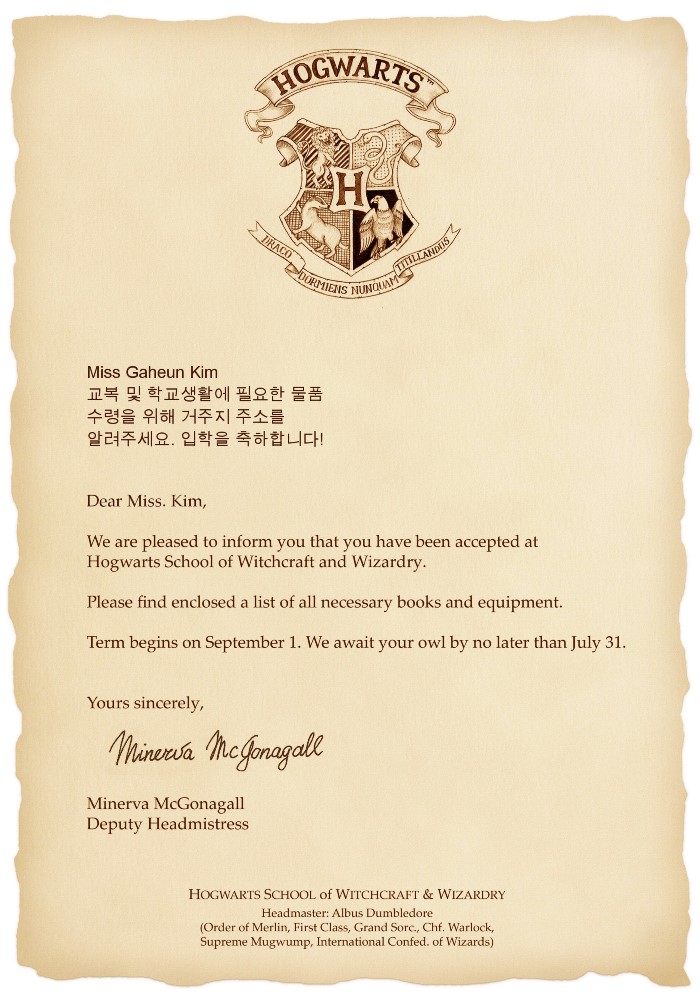 HOGWARTS™
H
DRACO DORMIENS NUNQUAM TITILLANDUS
Miss Gaheun Kim
교복 및 학교생활에 필요한 물품
수령을 위해 거주지 주소를
알려주세요. 입학을 축하합니다!
Dear Miss. Kim,
We are pleased to inform you that you have been accepted at
Hogwarts School of Witchcraft and Wizardry.
Please find enclosed a list of all necessary books and equipment.
Term begins on September 1. We await your owl by no later than July 31.
Yours sincerely,
Minerva McGonagall
Minerva McGonagall
Deputy Headmistress
HOGWARTS SCHOOL of WITCHCRAFT & WIZARDRY
Headmaster: Albus Dumbledore
(Order of Merlin, First Class, Grand Sorc., Chf. Warlock,
Supreme Mugwump, International Confed. of Wizards)